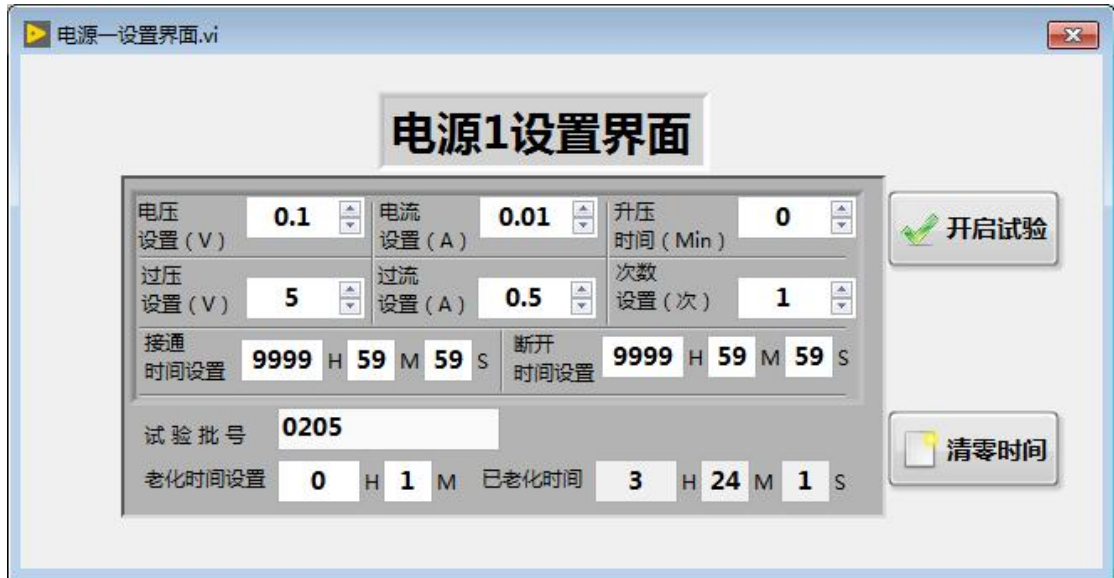 电源一设置界面.vi
电源1设置界面
电压 电流 升压
设置(V) 0.1 设置(A) 0.01 时间(Min) 0
过压 过流 次数
设置(V) 5 设置(A) 0.5 设置(次) 1
接通 断开
时间设置 9999 H 59 M 59 S 时间设置 9999 H 59 M 59 S
试验批号 0205
老化时间设置 0 H 1 M 已老化时间 3 H 24 M 1 S
开启试验
清零时间